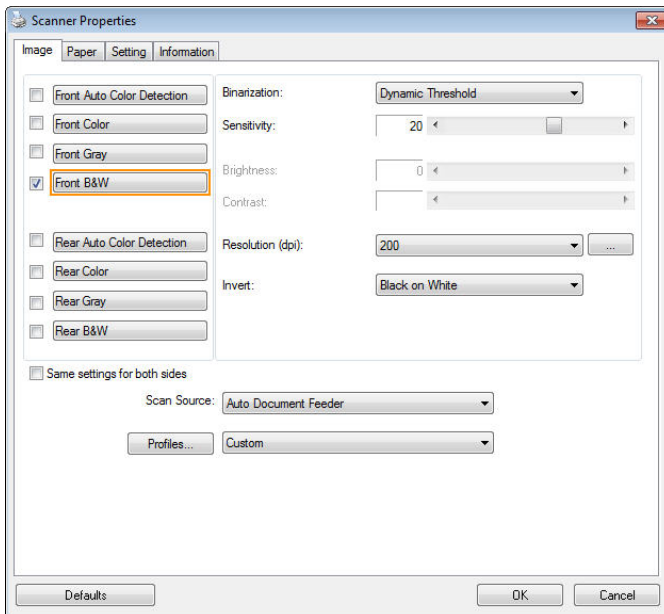 Scanner Properties
Image Paper Setting Information
Front Auto Color Detection
Front Color
Front Gray
Front B&W
Rear Auto Color Detection
Rear Color
Rear Gray
Rear B&W
Binarization: Dynamic Threshold
Sensitivity: 20
Brightness: 0
Contrast:
Resolution (dpi): 200 ...
Invert: Black on White
Same settings for both sides
Scan Source: Auto Document Feeder
Profiles... Custom
Defaults OK Cancel